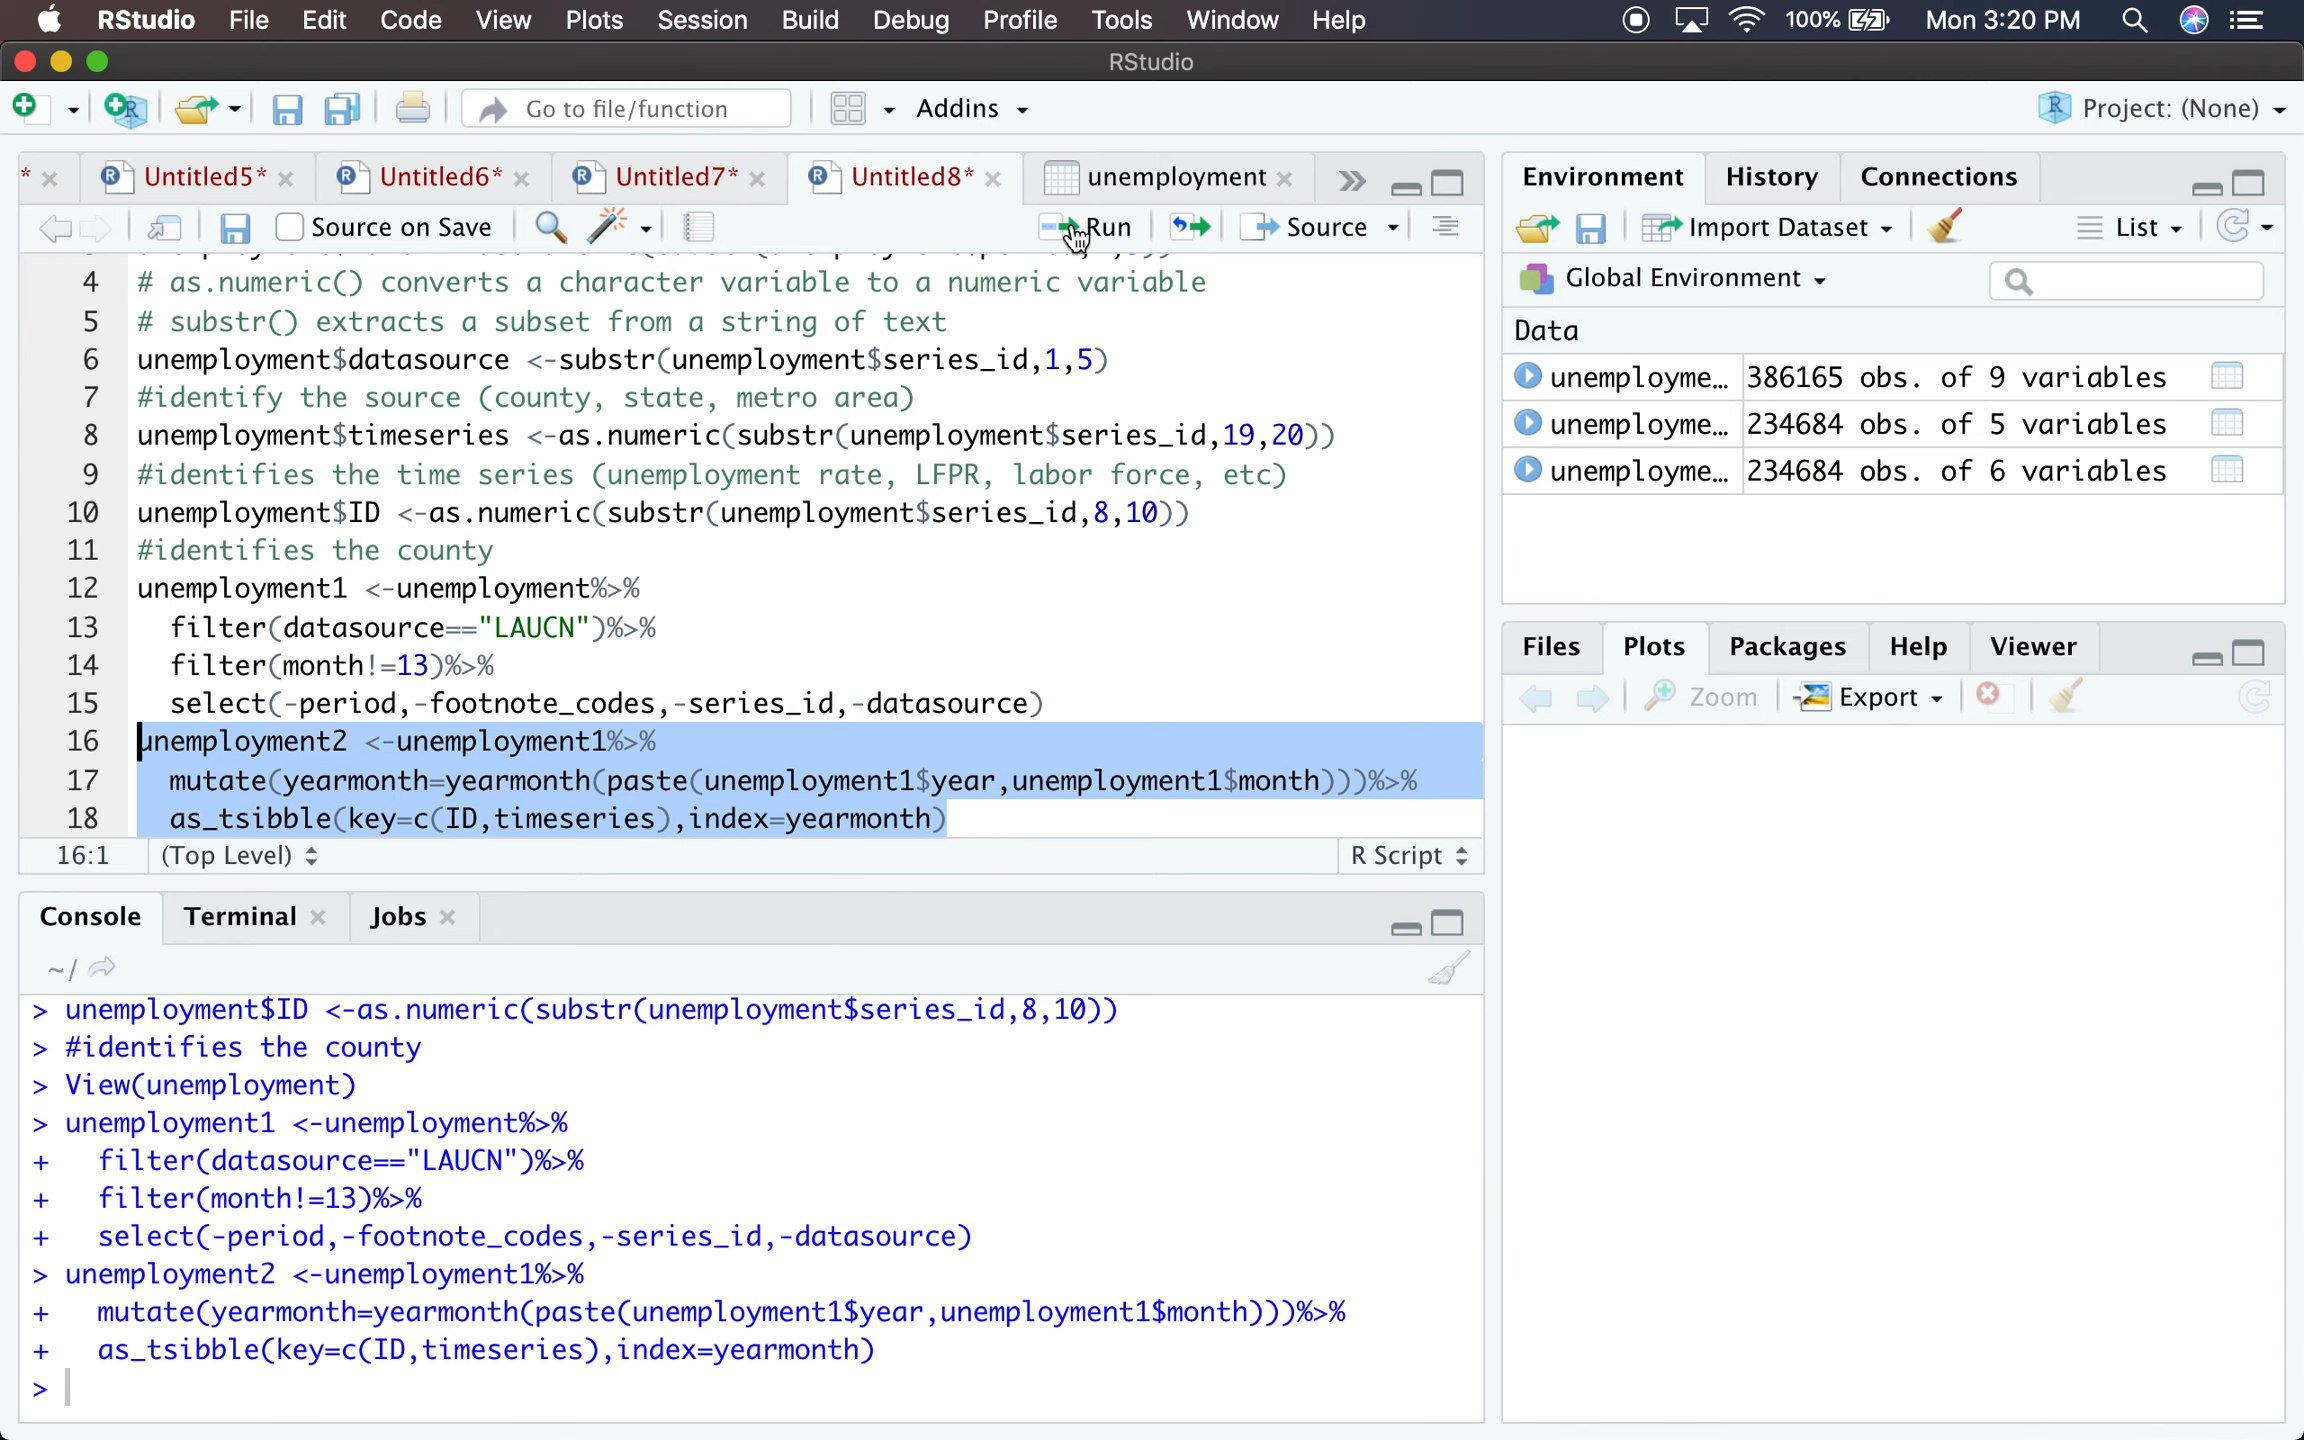 RStudio File Edit Code View Plots Session Build Debug Profile Tools Window Help 100% Mon 3:20 PM
RStudio
Go to file/function Addins Project: (None)
* Untitled5* Untitled6* Untitled7* Untitled8* unemployment
Source on Save Run Source
4 # as.numeric() converts a character variable to a numeric variable
5 # substr() extracts a subset from a string of text
6 unemployment$datasource <-substr(unemployment$series_id,1,5)
7 #identify the source (county, state, metro area)
8 unemployment$timeseries <-as.numeric(substr(unemployment$series_id,19,20))
9 #identifies the time series (unemployment rate, LFPR, labor force, etc)
10 unemployment$ID <-as.numeric(substr(unemployment$series_id,8,10))
11 #identifies the county
12 unemployment1 <-unemployment%>%
13 filter(datasource=="LAUCN")%>%
14 filter(month!=13)%>%
15 select(-period,-footnote_codes,-series_id,-datasource)
16 unemployment2 <-unemployment1%>%
17 mutate(yearmonth=yearmonth(paste(unemployment1$year,unemployment1$month)))%>%
18 as_tsibble(key=c(ID,timeseries),index=yearmonth)
16:1 (Top Level) R Script
Console Terminal Jobs
~/
> unemployment$ID <-as.numeric(substr(unemployment$series_id,8,10))
> #identifies the county
> View(unemployment)
> unemployment1 <-unemployment%>%
+ filter(datasource=="LAUCN")%>%
+ filter(month!=13)%>%
+ select(-period,-footnote_codes,-series_id,-datasource)
> unemployment2 <-unemployment1%>%
+ mutate(yearmonth=yearmonth(paste(unemployment1$year,unemployment1$month)))%>%
+ as_tsibble(key=c(ID,timeseries),index=yearmonth)
>
Environment History Connections
Import Dataset List
Global Environment
Data
unemployme... 386165 obs. of 9 variables
unemployme... 234684 obs. of 5 variables
unemployme... 234684 obs. of 6 variables
Files Plots Packages Help Viewer
Zoom Export